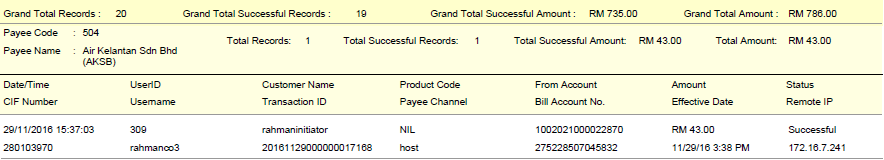 Grand Total Records : 20 Grand Total Successful Records : 19 Grand Total Successful Amount : RM 735.00 Grand Total Amount : RM 786.00
Payee Code : 504
Total Records: 1 Total Successful Records: 1 Total Successful Amount: RM 43.00 Total Amount: RM 43.00
Payee Name : Air Kelantan Sdn Bhd
(AKSB)
Date/Time UserID Customer Name Product Code From Account Amount Status
CIF Number Username Transaction ID Payee Channel Bill Account No. Effective Date Remote IP
29/11/2016 15:37:03 309 rahmaninitiator NIL 1002021000022870 RM 43.00 Successful
280103970 rahmanco3 20161129000000017168 host 275228507045832 11/29/16 3:38 PM 172.16.7.241